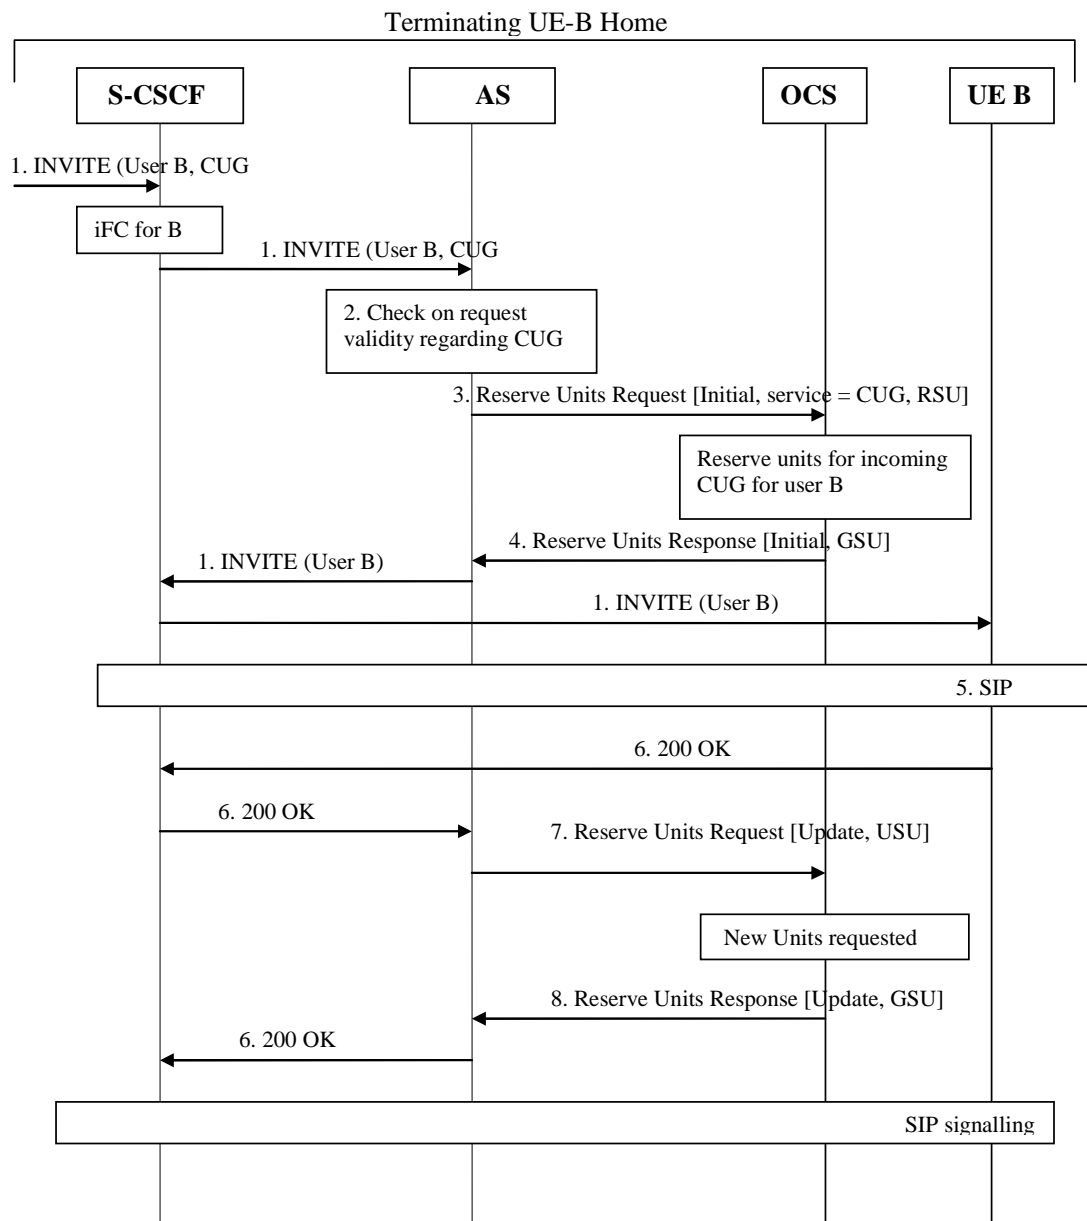 Terminating UE-B Home
S-CSCF
AS
OCS
UE B
1. INVITE (User B, CUG
iFC for B
1. INVITE (User B, CUG
2. Check on request
validity regarding CUG
3. Reserve Units Request [Initial, service = CUG, RSU]
Reserve units for incoming
CUG for user B
4. Reserve Units Response [Initial, GSU]
1. INVITE (User B)
1. INVITE (User B)
5. SIP
6. 200 OK
6. 200 OK
7. Reserve Units Request [Update, USU]
New Units requested
8. Reserve Units Response [Update, GSU]
6. 200 OK
SIP signalling